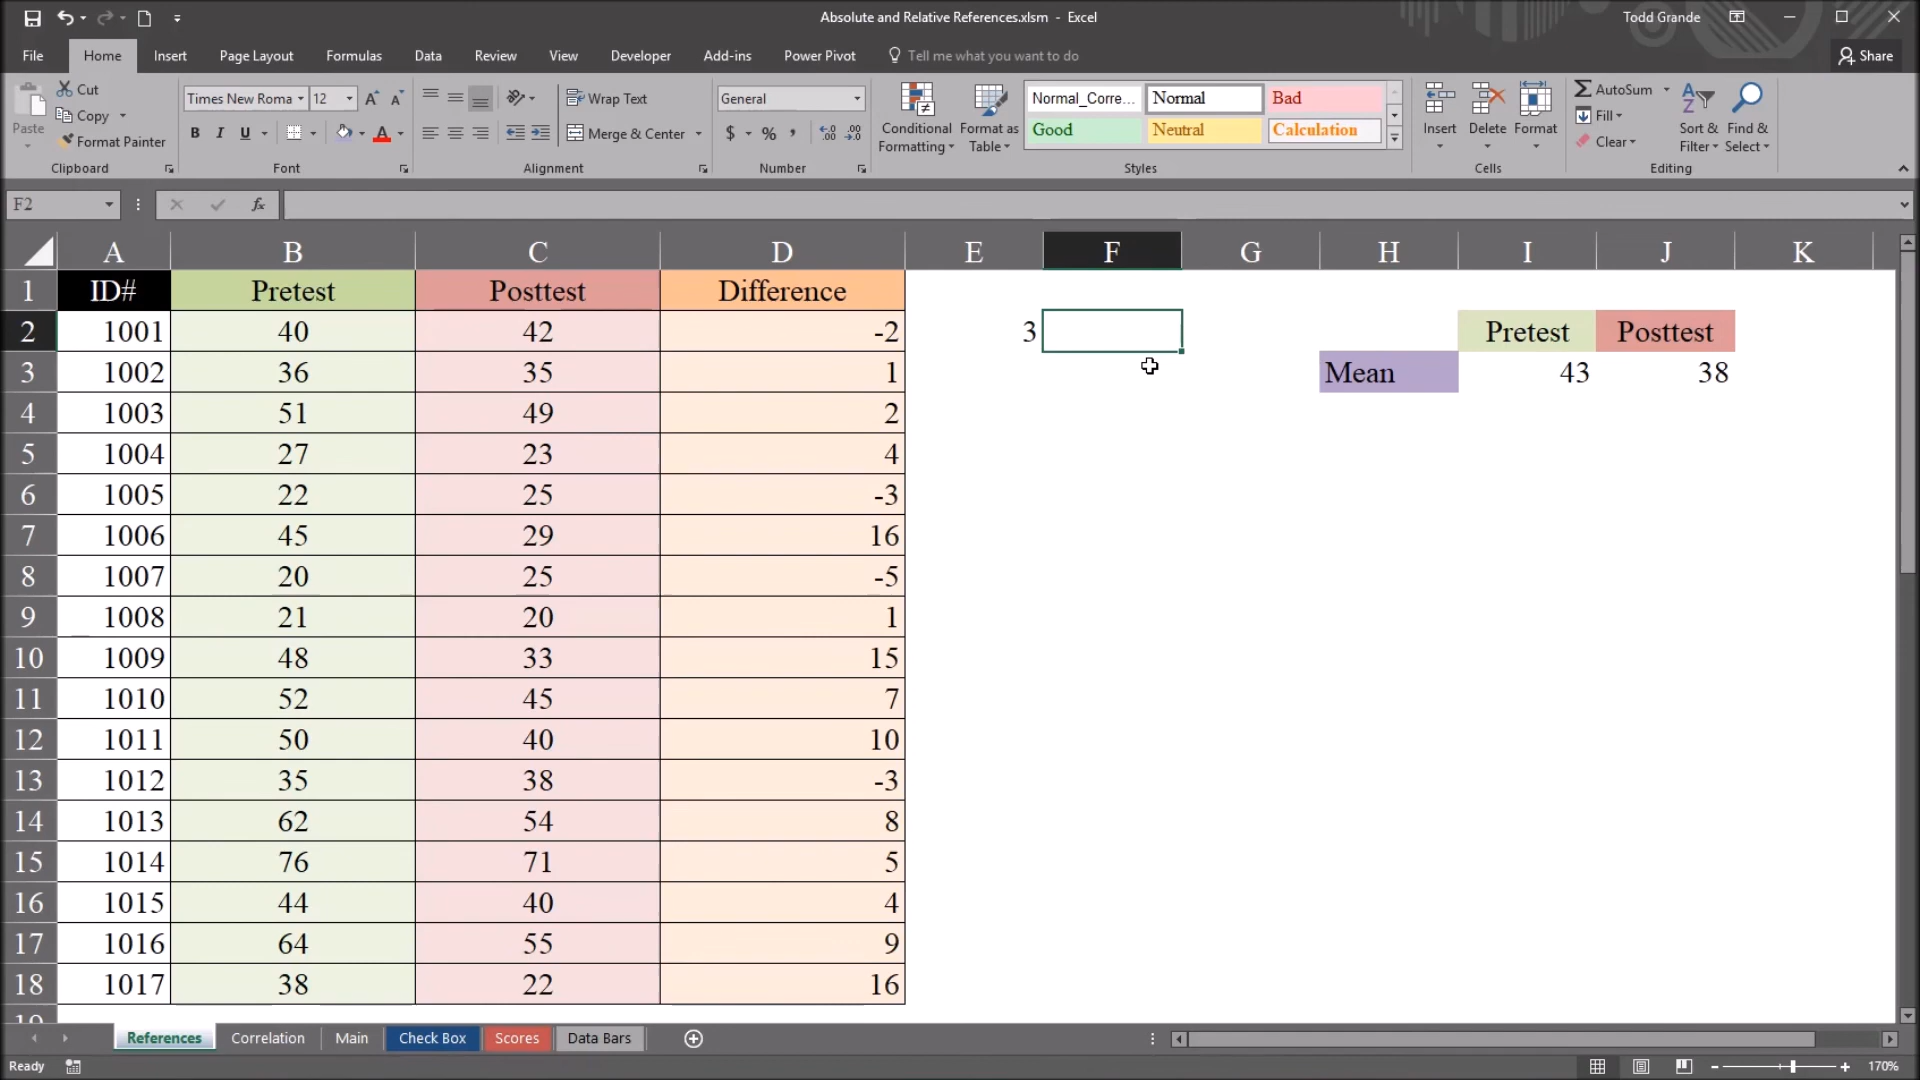 Absolute and Relative References.xlsm - Excel
Todd Grande
File Home Insert Page Layout Formulas Data Review View Developer Add-ins Power Pivot Tell me what you want to do Share
Paste Cut
Copy
Format Painter
Clipboard
Times New Roma 12
B I U
Font
Wrap Text
Merge & Center
Alignment
General
$ % ,
Number
Conditional Formatting
Format as Table
Normal_Corre... Normal Bad
Good Neutral Calculation
Styles
Insert Delete Format
Cells
AutoSum
Fill
Clear
Sort & Filter
Find & Select
Editing
F2 fx
A B C D E F G H I J K
1 ID# Pretest Posttest Difference
2 1001 40 42 -2 3 Pretest Posttest
3 1002 36 35 1 Mean 43 38
4 1003 51 49 2
5 1004 27 23 4
6 1005 22 25 -3
7 1006 45 29 16
8 1007 20 25 -5
9 1008 21 20 1
10 1009 48 33 15
11 1010 52 45 7
12 1011 50 40 10
13 1012 35 38 -3
14 1013 62 54 8
15 1014 76 71 5
16 1015 44 40 4
17 1016 64 55 9
18 1017 38 22 16
19
References Correlation Main Check Box Scores Data Bars
Ready 170%